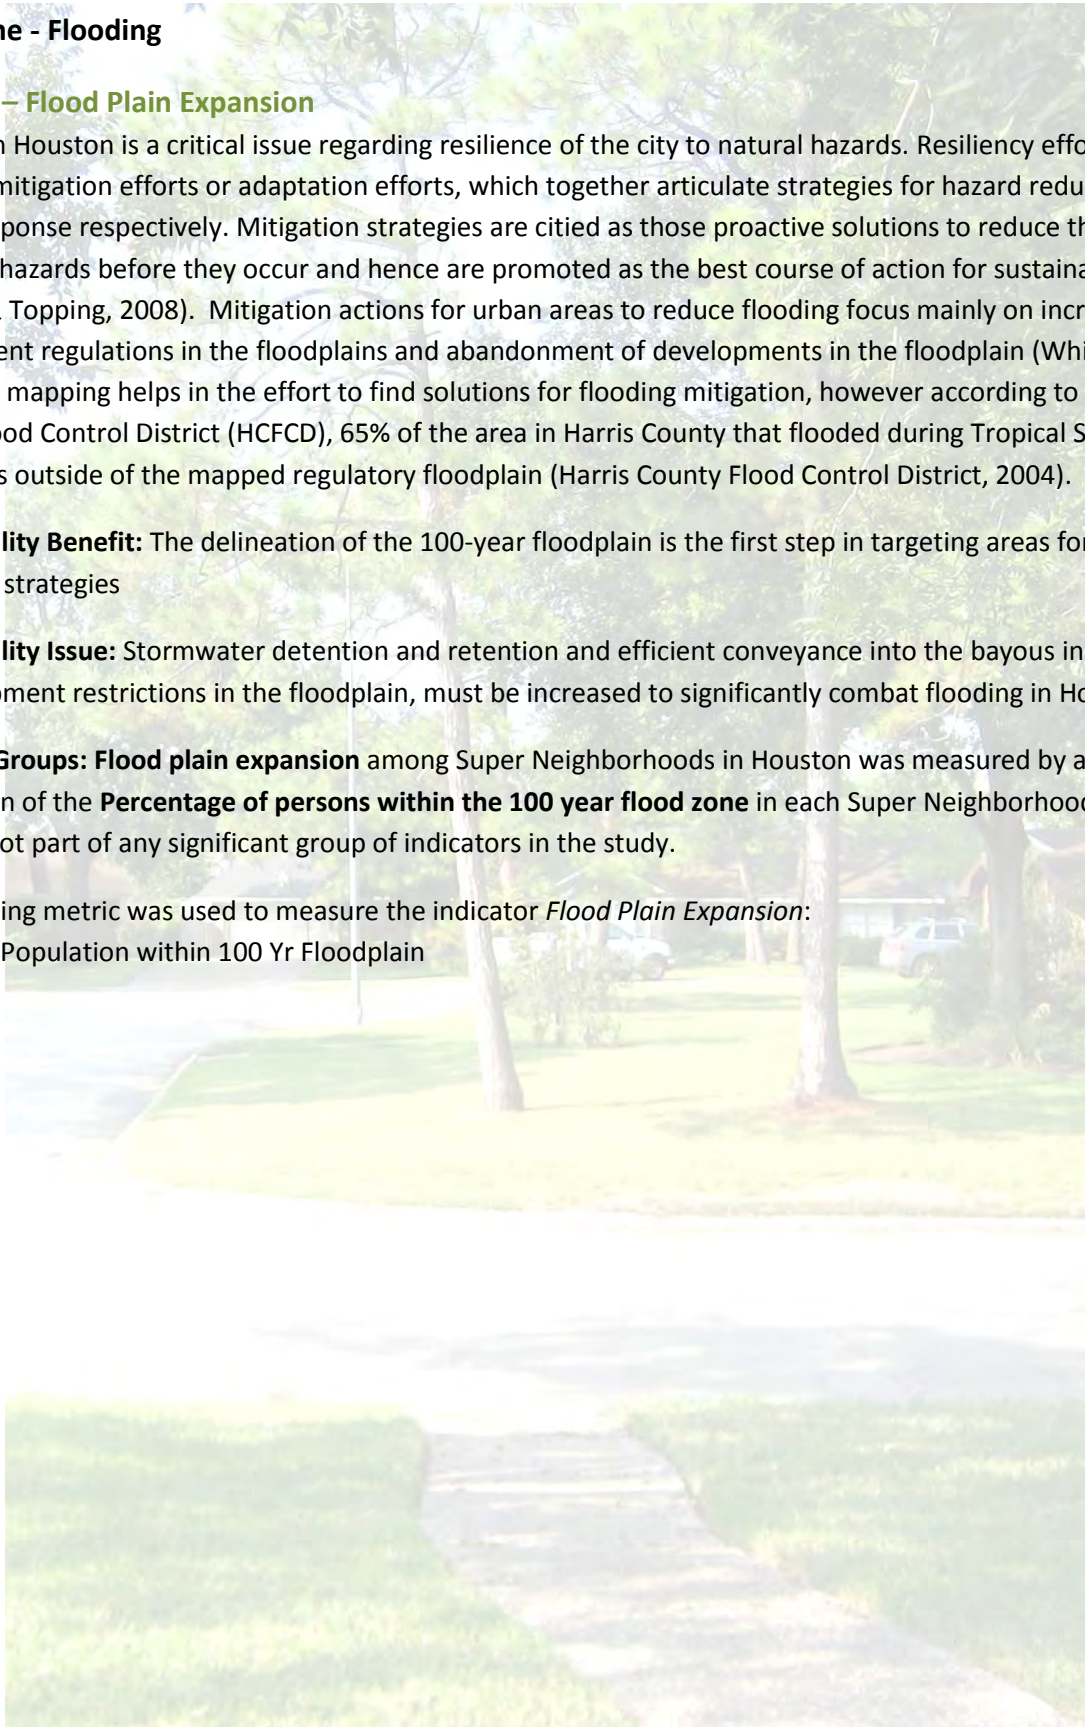 ne - Flooding
– Flood Plain Expansion
n Houston is a critical issue regarding resilience of the city to natural hazards. Resiliency effo
mitigation efforts or adaptation efforts, which together articulate strategies for hazard redu
ponse respectively. Mitigation strategies are citied as those proactive solutions to reduce th
hazards before they occur and hence are promoted as the best course of action for sustaina
Topping, 2008). Mitigation actions for urban areas to reduce flooding focus mainly on incr
ent regulations in the floodplains and abandonment of developments in the floodplain (Whi
mapping helps in the effort to find solutions for flooding mitigation, however according to
ood Control District (HCFCD), 65% of the area in Harris County that flooded during Tropical S
s outside of the mapped regulatory floodplain (Harris County Flood Control District, 2004).
lity Benefit: The delineation of the 100-year floodplain is the first step in targeting areas for
strategies
lity Issue: Stormwater detention and retention and efficient conveyance into the bayous in
pment restrictions in the floodplain, must be increased to significantly combat flooding in Ho
Groups: Flood plain expansion among Super Neighborhoods in Houston was measured by a
n of the Percentage of persons within the 100 year flood zone in each Super Neighborhood
ot part of any significant group of indicators in the study.
ing metric was used to measure the indicator Flood Plain Expansion:
Population within 100 Yr Floodplain